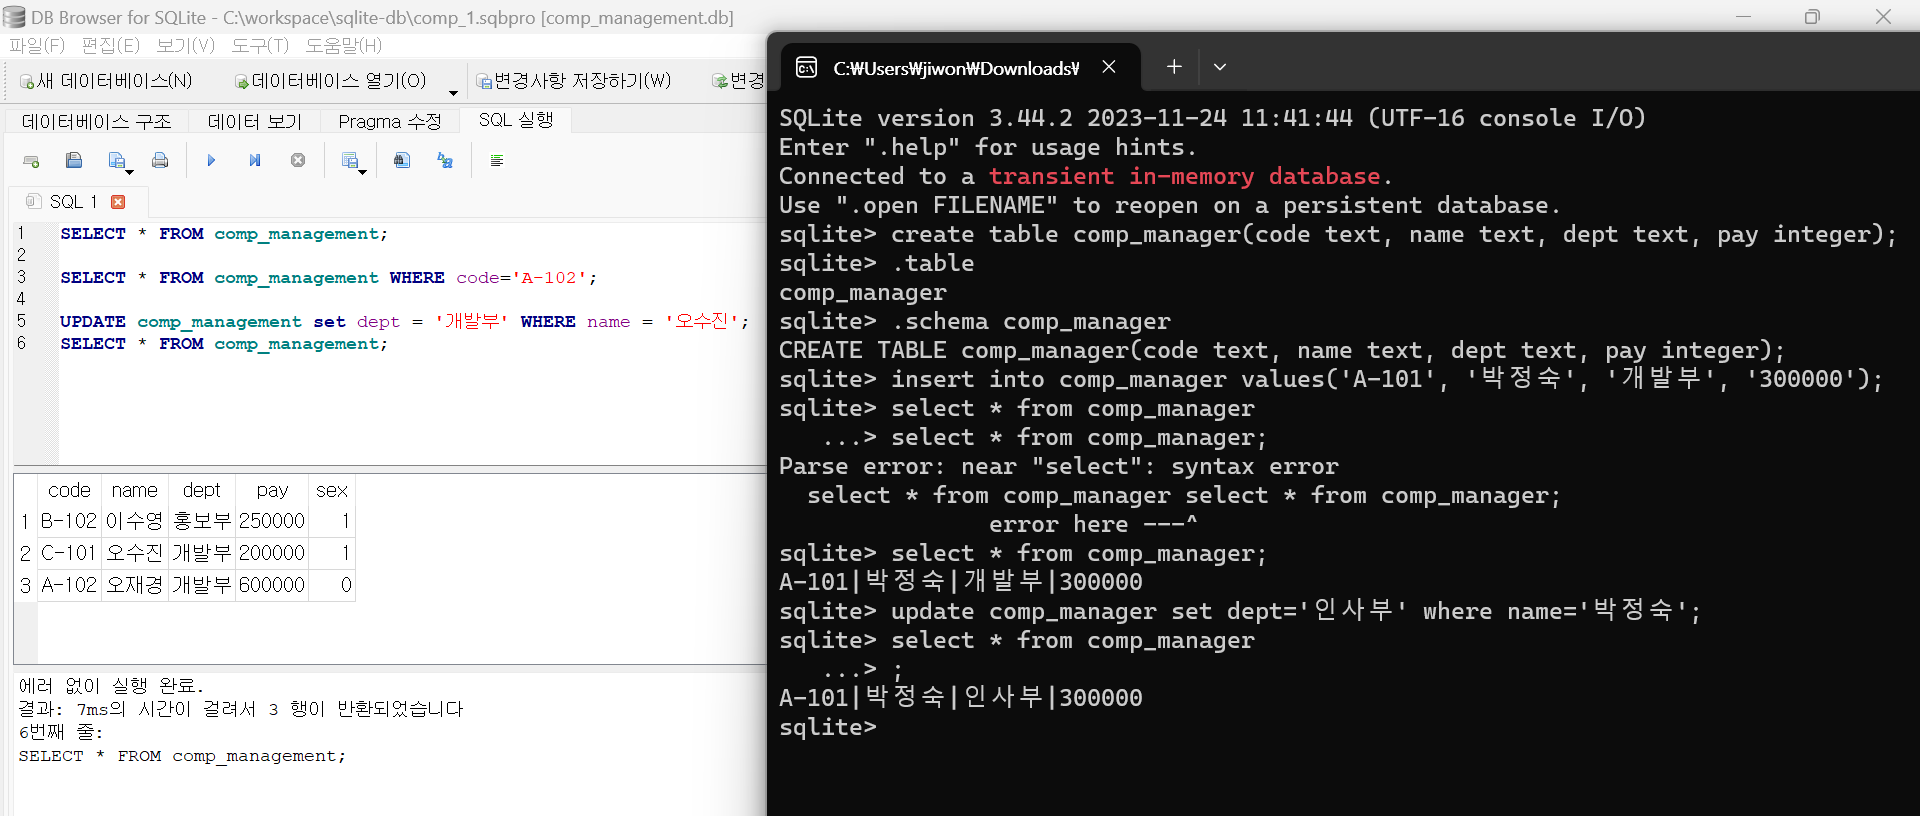 DB Browser for SQLite - C:\workspace\sqlite-db\comp_1.sqbpro [comp_management.db]
파일(F) 편집(E) 보기(V) 도구(T) 도움말(H)
새 데이터베이스(N) 데이터베이스 열기(O) 변경사항 저장하기(W) 변경
데이터베이스 구조 데이터 보기 Pragma 수정 SQL 실행
SQL 1
1 SELECT * FROM comp_management;
2
3 SELECT * FROM comp_management WHERE code='A-102';
4
5 UPDATE comp_management set dept = '개발부' WHERE name = '오수진';
6 SELECT * FROM comp_management;
code name dept pay sex
1 B-102 이수영 홍보부 250000 1
2 C-101 오수진 개발부 200000 1
3 A-102 오재경 개발부 600000 0
에러 없이 실행 완료.
결과: 7ms의 시간이 걸려서 3 행이 반환되었습니다
6번째 줄:
SELECT * FROM comp_management;
C:₩Users₩jiwon₩Downloads₩
SQLite version 3.44.2 2023-11-24 11:41:44 (UTF-16 console I/O)
Enter ".help" for usage hints.
Connected to a transient in-memory database.
Use ".open FILENAME" to reopen on a persistent database.
sqlite> create table comp_manager(code text, name text, dept text, pay integer);
sqlite> .table
comp_manager
sqlite> .schema comp_manager
CREATE TABLE comp_manager(code text, name text, dept text, pay integer);
sqlite> insert into comp_manager values('A-101', '박정숙', '개발부', '300000');
sqlite> select * from comp_manager
...> select * from comp_manager;
Parse error: near "select": syntax error
select * from comp_manager select * from comp_manager;
error here ---^
sqlite> select * from comp_manager;
A-101|박정숙|개발부|300000
sqlite> update comp_manager set dept='인사부' where name='박정숙';
sqlite> select * from comp_manager
...> ;
A-101|박정숙|인사부|300000
sqlite>